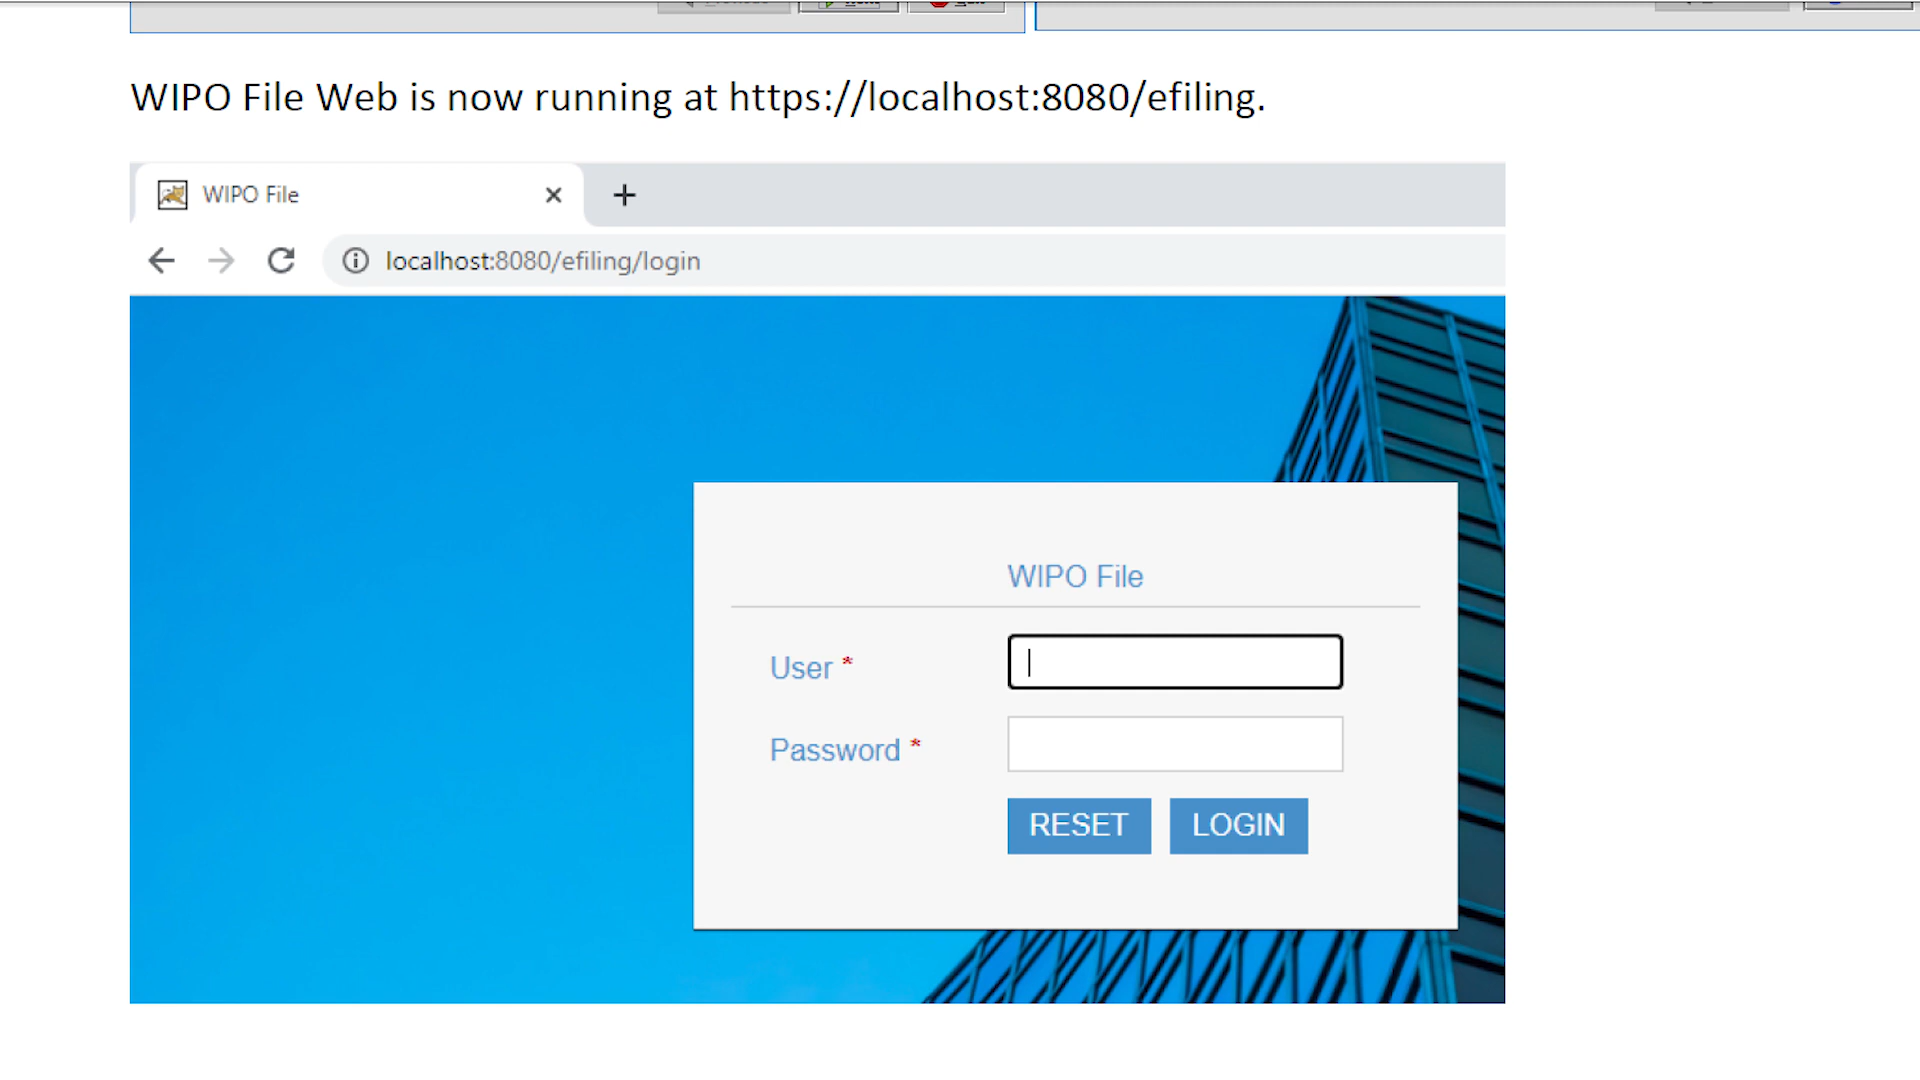 WIPO File Web is now running at https://localhost:8080/efiling.
WIPO File
localhost:8080/efiling/login
WIPO File
User *
Password *
RESET LOGIN